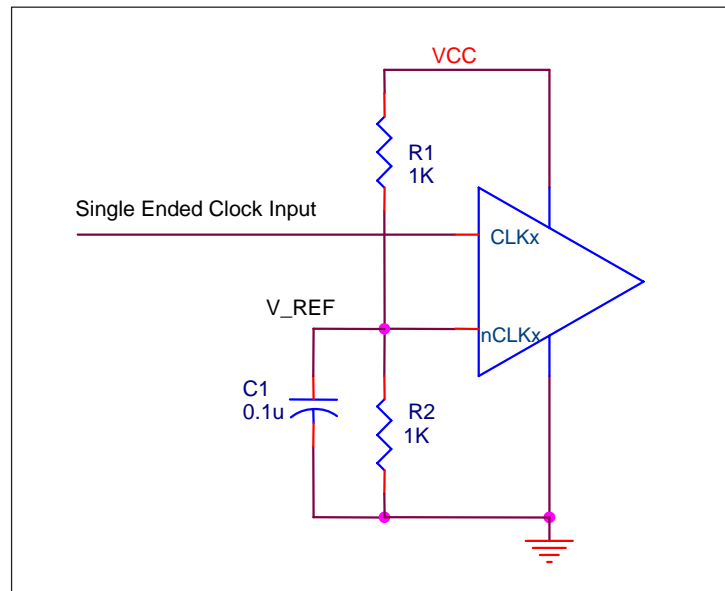 VCC
R1
1K
Single Ended Clock Input
CLKx
V_REF
nCLKx
C1
0.1u
R2
1K